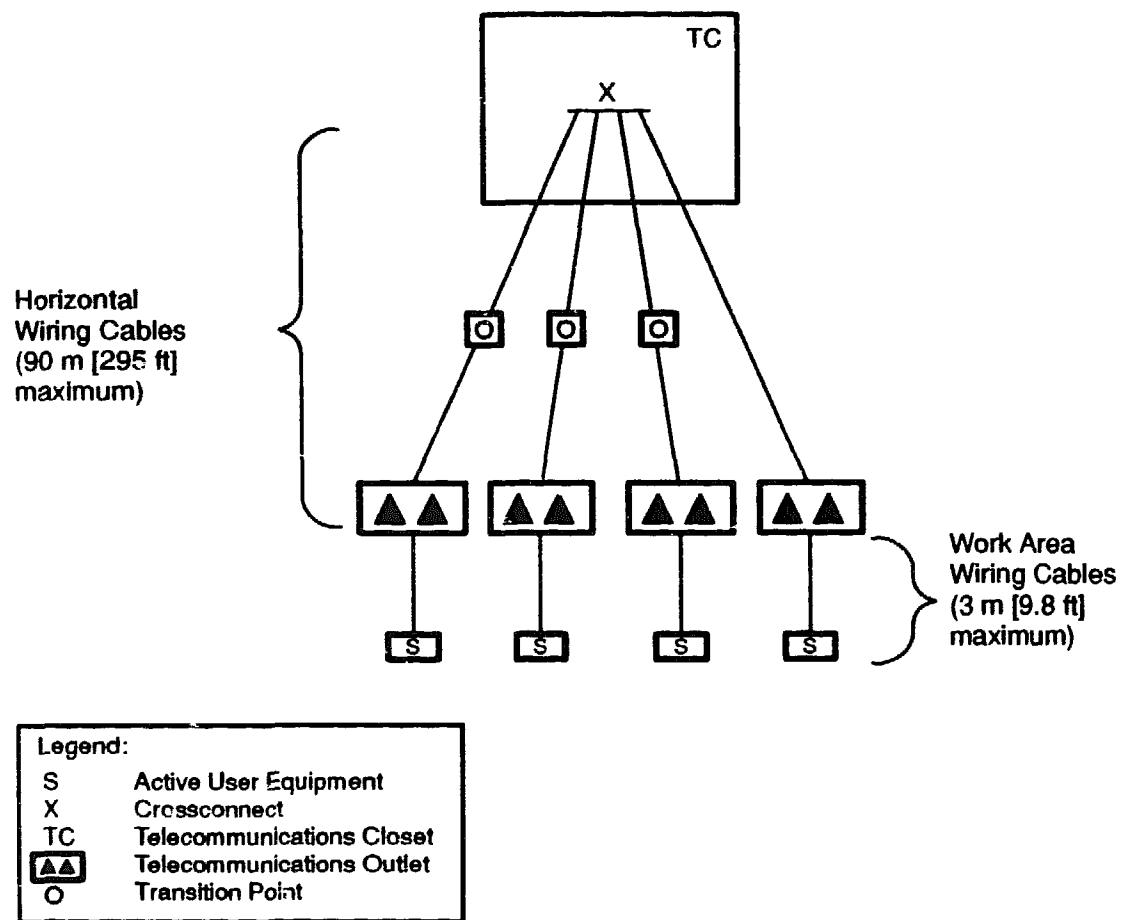 TC
X
Horizontal
Wiring Cables
(90 m [295 ft]
maximum)
O O O
Work Area
Wiring Cables
(3 m [9.8 ft]
maximum)
S S S S
Legend:
S Active User Equipment
X Crossconnect
TC Telecommunications Closet
Telecommunications Outlet
O Transition Point